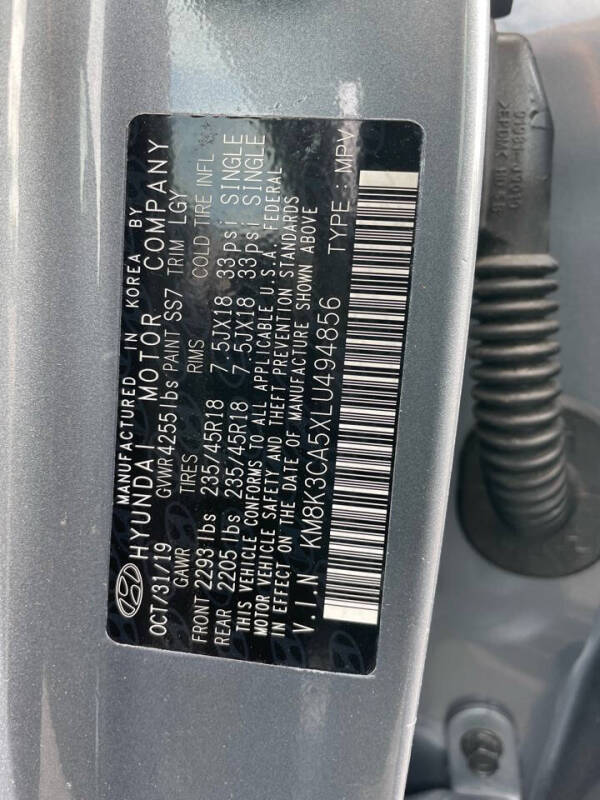 MANUFACTURED IN KOREA BY
HYUNDAI MOTOR COMPANY
OCT/31/19 GVWR 4255 lbs PAINT SS7 TRIM LGY
GAWR TIRES RMS COLD TIRE INFL
FRONT 2293 lbs 235/45R18 7.5JX18 33psi SINGLE
REAR 2205 lbs 235/45R18 7.5JX18 33psi SINGLE
THIS VEHICLE CONFORMS TO ALL APPLICABLE U.S.A. FEDERAL
MOTOR VEHICLE SAFETY AND THEFT PREVENTION STANDARDS
IN EFFECT ON THE DATE OF MANUFACTURE SHOWN ABOVE
V.I.N KM8K3CA5XLU494856 TYPE : MPV